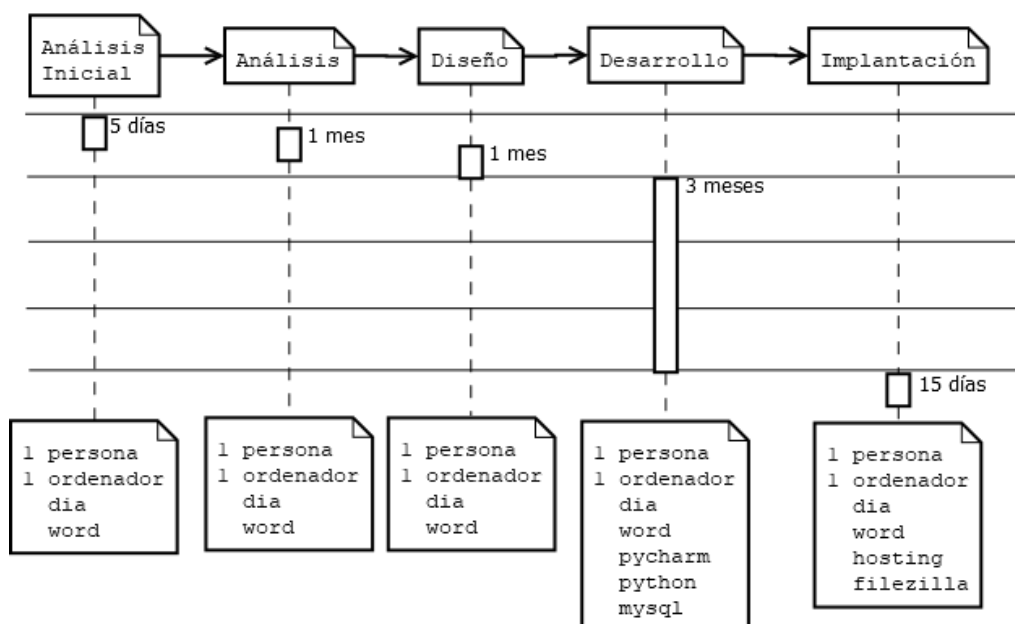 Análisis
Inicial
Análisis
Diseño
Desarrollo
Implantación
5 días
1 mes
1 mes
3 meses
15 días
1 persona
1 ordenador
dia
word
1 persona
1 ordenador
dia
word
1 persona
1 ordenador
dia
word
1 persona
1 ordenador
dia
word
pycharm
python
mysql
1 persona
1 ordenador
dia
word
hosting
filezilla